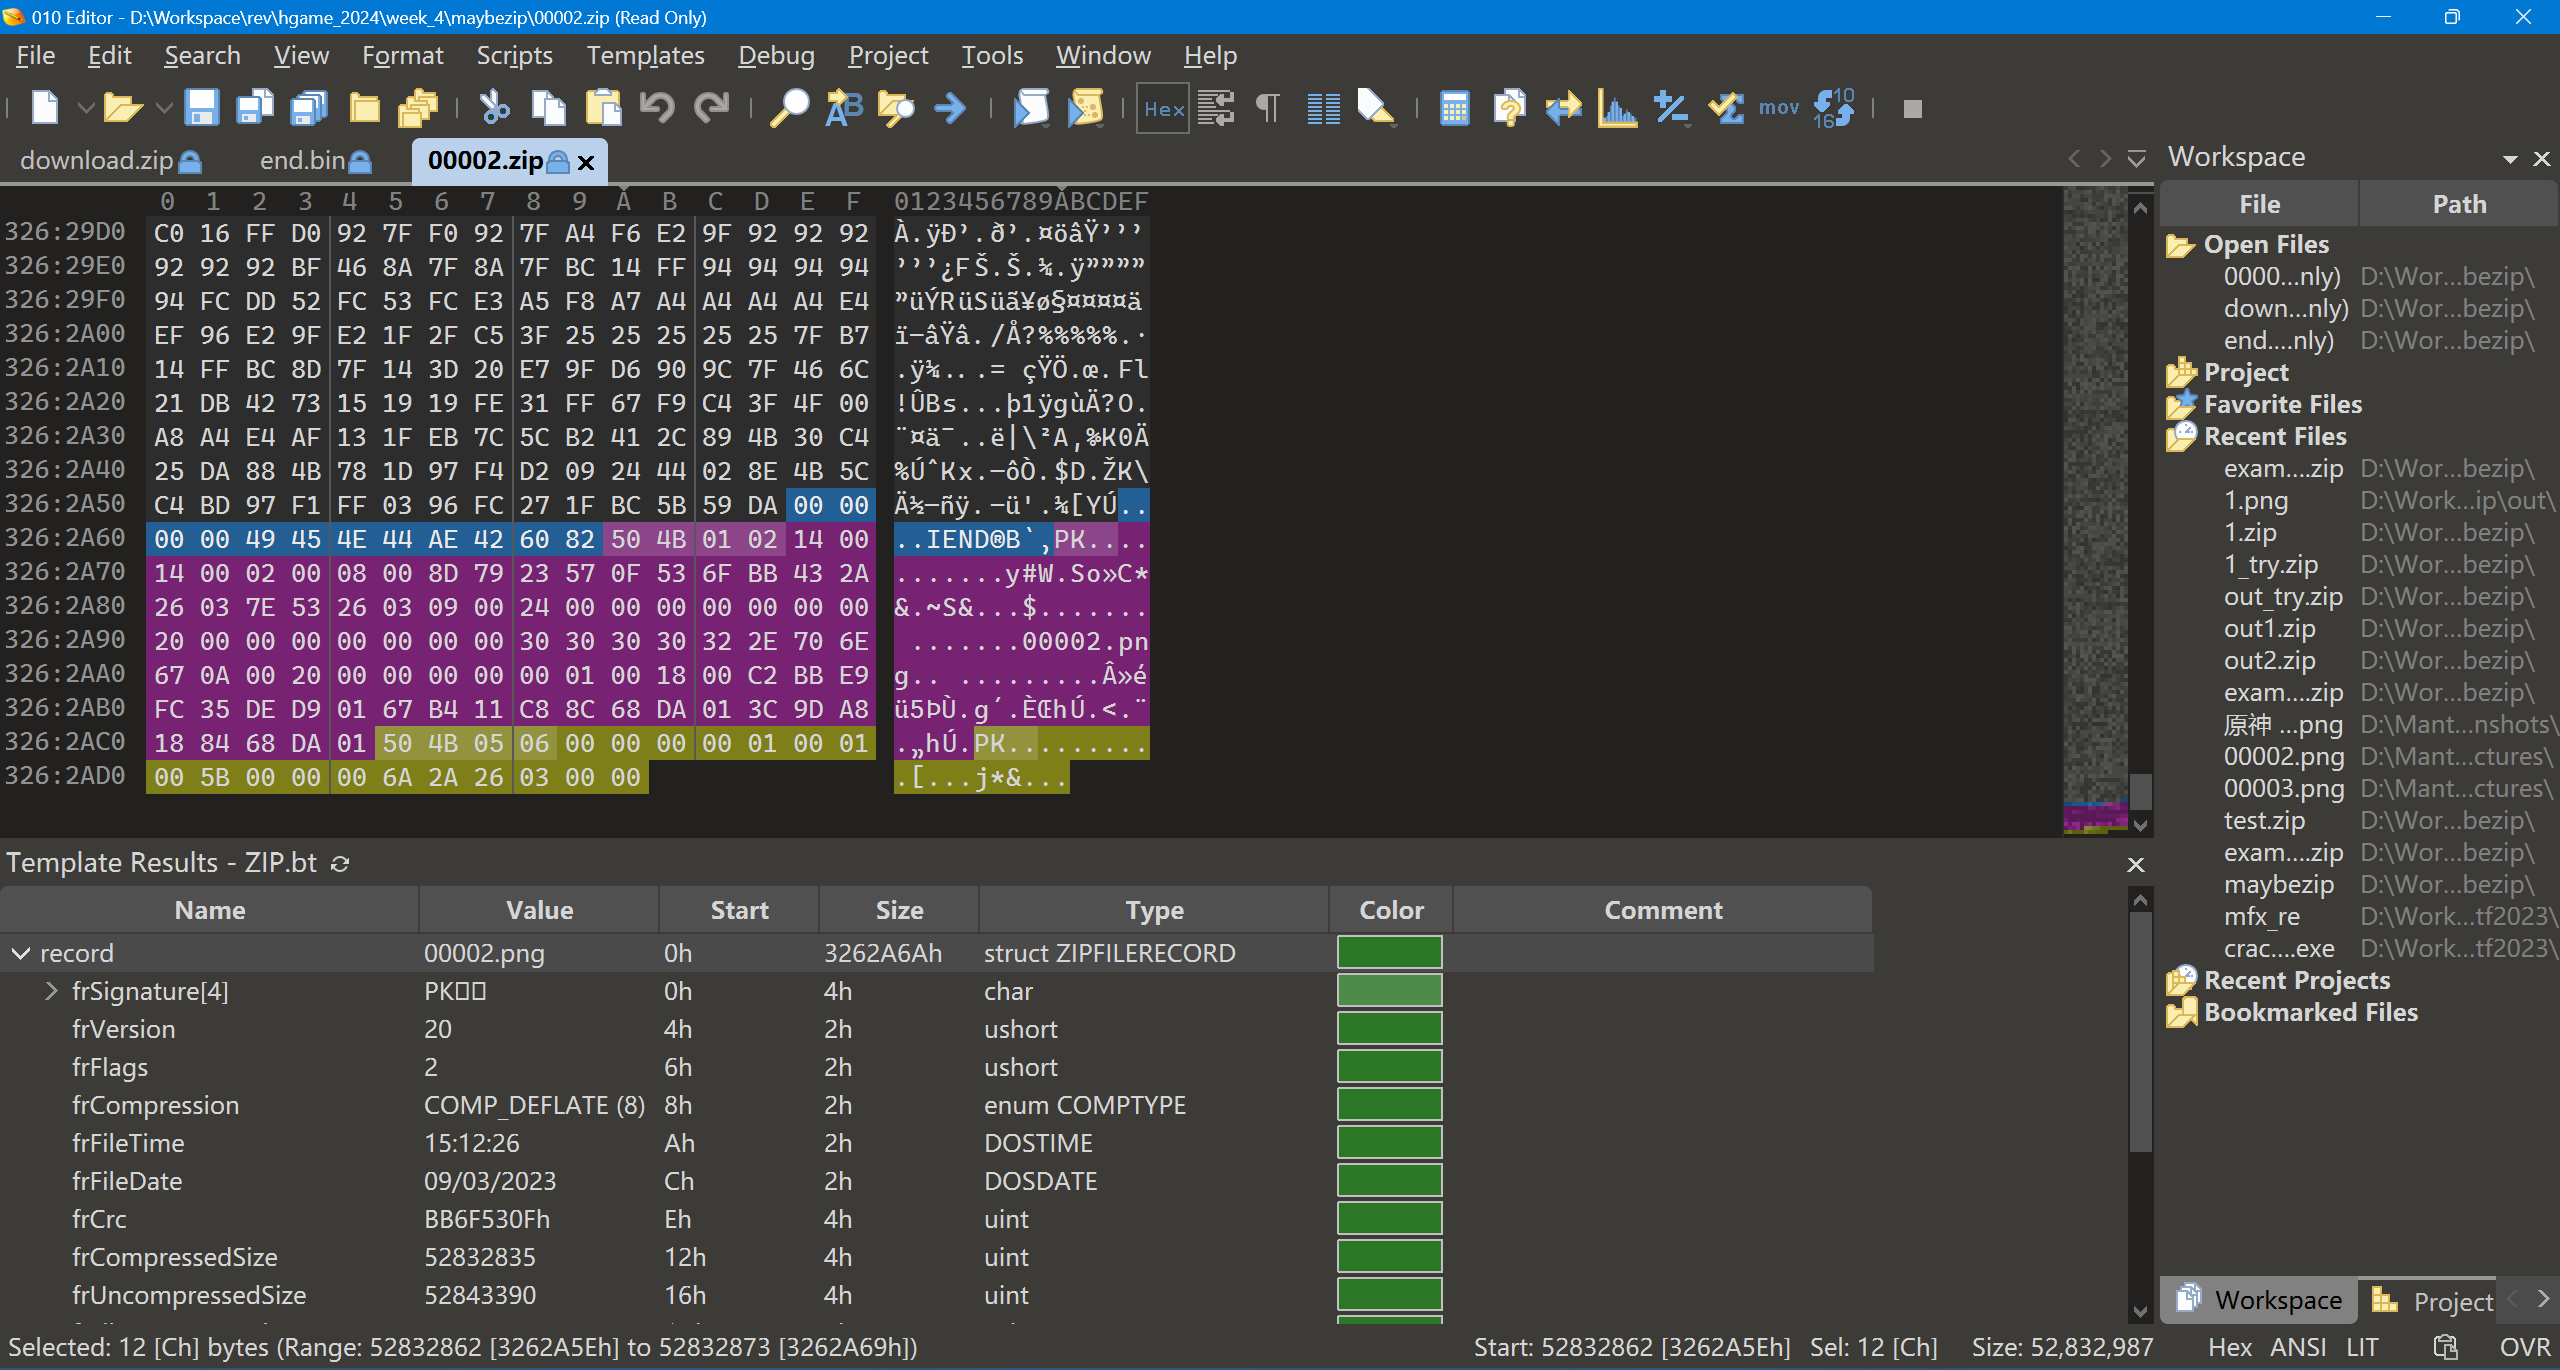 010 Editor - D:\Workspace\rev\hgame_2024\week_4\maybezip\00002.zip (Read Only)
File Edit Search View Format Scripts Templates Debug Project Tools Window Help
Hex mov 10 16
download.zip end.bin 00002.zip
0 1 2 3 4 5 6 7 8 9 A B C D E F 0123456789ABCDEF
326:29D0 C0 16 FF D0 92 7F F0 92 7F A4 F6 E2 9F 92 92 92 À.ÿÐ’.ð’.¤öâŸ’’’
326:29E0 92 92 92 BF 46 8A 7F 8A 7F BC 14 FF 94 94 94 94 ’’’¿FŠ.Š.¼.ÿ””””
326:29F0 94 FC DD 52 FC 53 FC E3 A5 F8 A7 A4 A4 A4 A4 E4 ”üÝRüSüã¥ø§¤¤¤¤ä
326:2A00 EF 96 E2 9F E2 1F 2F C5 3F 25 25 25 25 25 7F B7 ï–âŸâ./Å?%%%%%.·
326:2A10 14 FF BC 8D 7F 14 3D 20 E7 9F D6 90 9C 7F 46 6C .ÿ¼...= çŸÖ.œ.Fl
326:2A20 21 DB 42 73 15 19 19 FE 31 FF 67 F9 C4 3F 4F 00 !ÛBs...þ1ÿgùÄ?O.
326:2A30 A8 A4 E4 AF 13 1F EB 7C 5C B2 41 2C 89 4B 30 C4 ¨¤ä¯..ë|\²A,‰K0Ä
326:2A40 25 DA 88 4B 78 1D 97 F4 D2 09 24 44 02 8E 4B 5C %ÚˆKx.—ôÒ.$D.ŽK\
326:2A50 C4 BD 97 F1 FF 03 96 FC 27 1F BC 5B 59 DA 00 00 Ä½—ñÿ.–ü'.¼[YÚ..
326:2A60 00 00 49 45 4E 44 AE 42 60 82 50 4B 01 02 14 00 ..IEND®B`‚PK....
326:2A70 14 00 02 00 08 00 8D 79 23 57 0F 53 6F BB 43 2A .......y#W.So»C*
326:2A80 26 03 7E 53 26 03 09 00 24 00 00 00 00 00 00 00 &.~S&...$.......
326:2A90 20 00 00 00 00 00 00 00 30 30 30 30 32 2E 70 6E  .......00002.pn
326:2AA0 67 0A 00 20 00 00 00 00 00 01 00 18 00 C2 BB E9 g.. .........Â»é
326:2AB0 FC 35 DE D9 01 67 B4 11 C8 8C 68 DA 01 3C 9D A8 ü5ÞÙ.g´.ÈŒhÚ.<.¨
326:2AC0 18 84 68 DA 01 50 4B 05 06 00 00 00 00 01 00 01 .„hÚ.PK.........
326:2AD0 00 5B 00 00 00 6A 2A 26 03 00 00 .[...j*&...
Template Results - ZIP.bt
Name Value Start Size Type Color Comment
record 00002.png 0h 3262A6Ah struct ZIPFILERECORD
frSignature[4] PK□□ 0h 4h char
frVersion 20 4h 2h ushort
frFlags 2 6h 2h ushort
frCompression COMP_DEFLATE (8) 8h 2h enum COMPTYPE
frFileTime 15:12:26 Ah 2h DOSTIME
frFileDate 09/03/2023 Ch 2h DOSDATE
frCrc BB6F530Fh Eh 4h uint
frCompressedSize 52832835 12h 4h uint
frUncompressedSize 52843390 16h 4h uint
Workspace
File Path
Open Files
0000...nly) D:\Wor...bezip\
down...nly) D:\Wor...bezip\
end....nly) D:\Wor...bezip\
Project
Favorite Files
Recent Files
exam....zip D:\Wor...bezip\
1.png D:\Work...ip\out\
1.zip D:\Wor...bezip\
1_try.zip D:\Wor...bezip\
out_try.zip D:\Wor...bezip\
out1.zip D:\Wor...bezip\
out2.zip D:\Wor...bezip\
exam....zip D:\Wor...bezip\
原神 ...png D:\Mant...nshots\
00002.png D:\Mant...ctures\
00003.png D:\Mant...ctures\
test.zip D:\Wor...bezip\
exam....zip D:\Wor...bezip\
maybezip D:\Wor...bezip\
mfx_re D:\Work...tf2023\
crac....exe D:\Work...tf2023\
Recent Projects
Bookmarked Files
Workspace Project
Selected: 12 [Ch] bytes (Range: 52832862 [3262A5Eh] to 52832873 [3262A69h]) Start: 52832862 [3262A5Eh] Sel: 12 [Ch] Size: 52,832,987 Hex ANSI LIT OVR